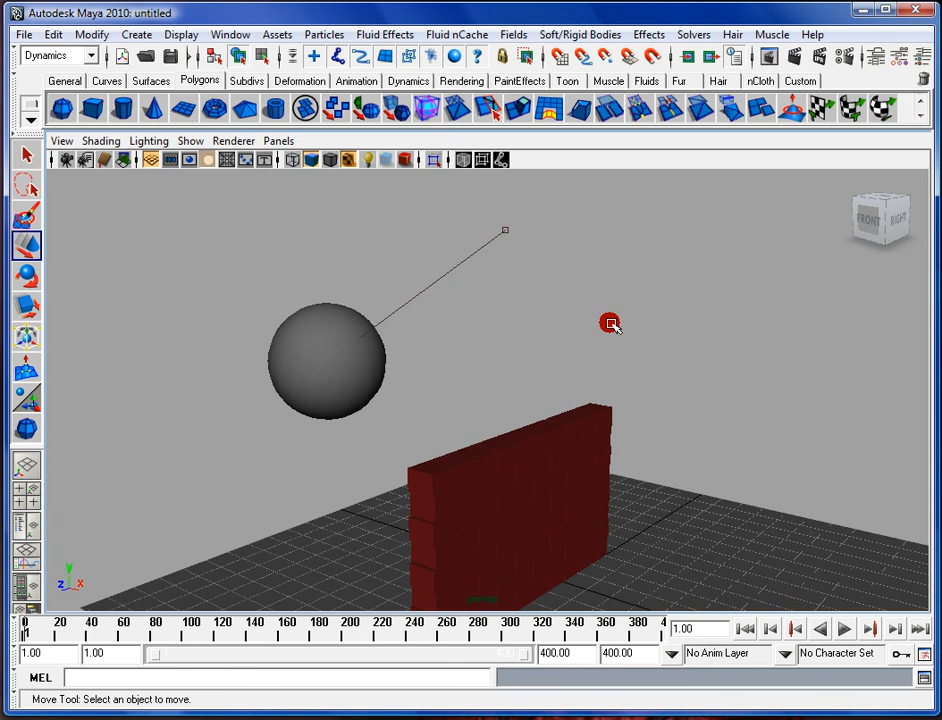 Autodesk Maya 2010: untitled
File Edit Modify Create Display Window Assets Particles Fluid Effects Fluid nCache Fields Soft/Rigid Bodies Effects Solvers Hair Muscle Help
Dynamics
General Curves Surfaces Polygons Subdivs Deformation Animation Dynamics Rendering PaintEffects Toon Muscle Fluids Fur Hair nCloth Custom
View Shading Lighting Show Renderer Panels
FRONT RIGHT
y
z x
persp
1 20 40 60 80 100 120 140 160 180 200 220 240 260 280 300 320 340 360 380 4 1.00
1.00 1.00 400 400.00 400.00 No Anim Layer No Character Set
MEL
Move Tool: Select an object to move.